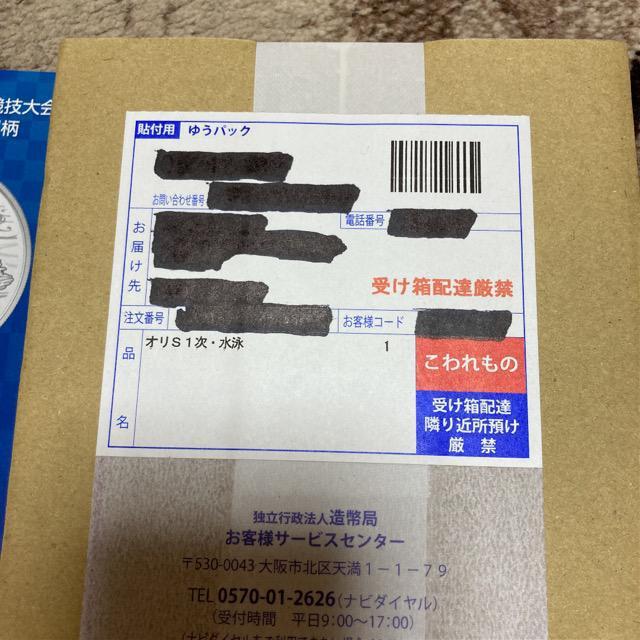 競技大会
柄
貼付用 ゆうパック
お問い合わせ番号
電話番号
お届け先
受け箱配達厳禁
注文番号
お客様コード
品名
オリS1次・水泳 1
こわれもの
受け箱配達
隣り近所預け
厳禁
独立行政法人造幣局
お客様サービスセンター
〒530-0043 大阪市北区天満1-1-79
TEL 0570-01-2626(ナビダイヤル)
(受付時間 平日9:00~17:00)